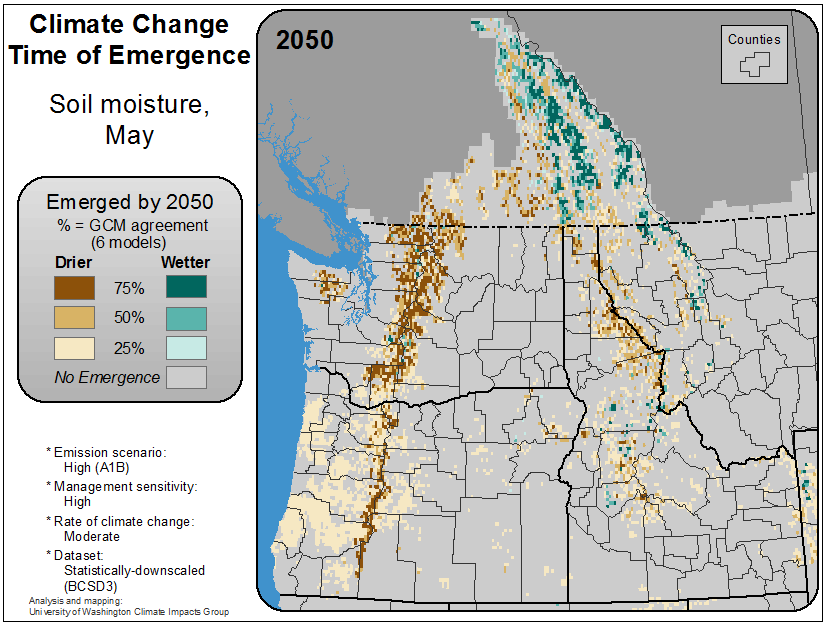 Climate Change
Time of Emergence
Soil moisture,
May
Emerged by 2050
% = GCM agreement
(6 models)
Drier Wetter
75%
50%
25%
No Emergence
* Emission scenario:
High (A1B)
* Management sensitivity:
High
* Rate of climate change:
Moderate
* Dataset:
Statistically-downscaled
(BCSD3)
Analysis and mapping:
University of Washington Climate Impacts Group
2050
Counties